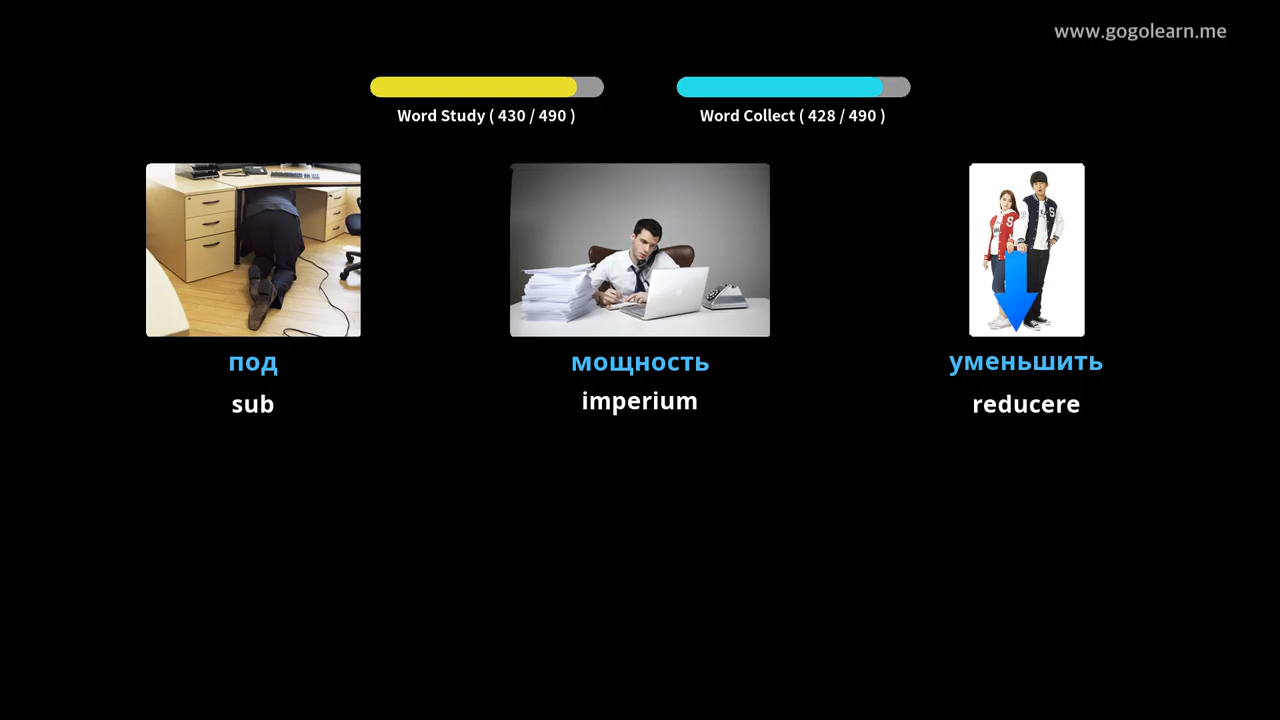 www.gogolearn.me
Word Study ( 430 / 490 )
Word Collect ( 428 / 490 )
под
мощность
уменьшить
sub
imperium
reducere